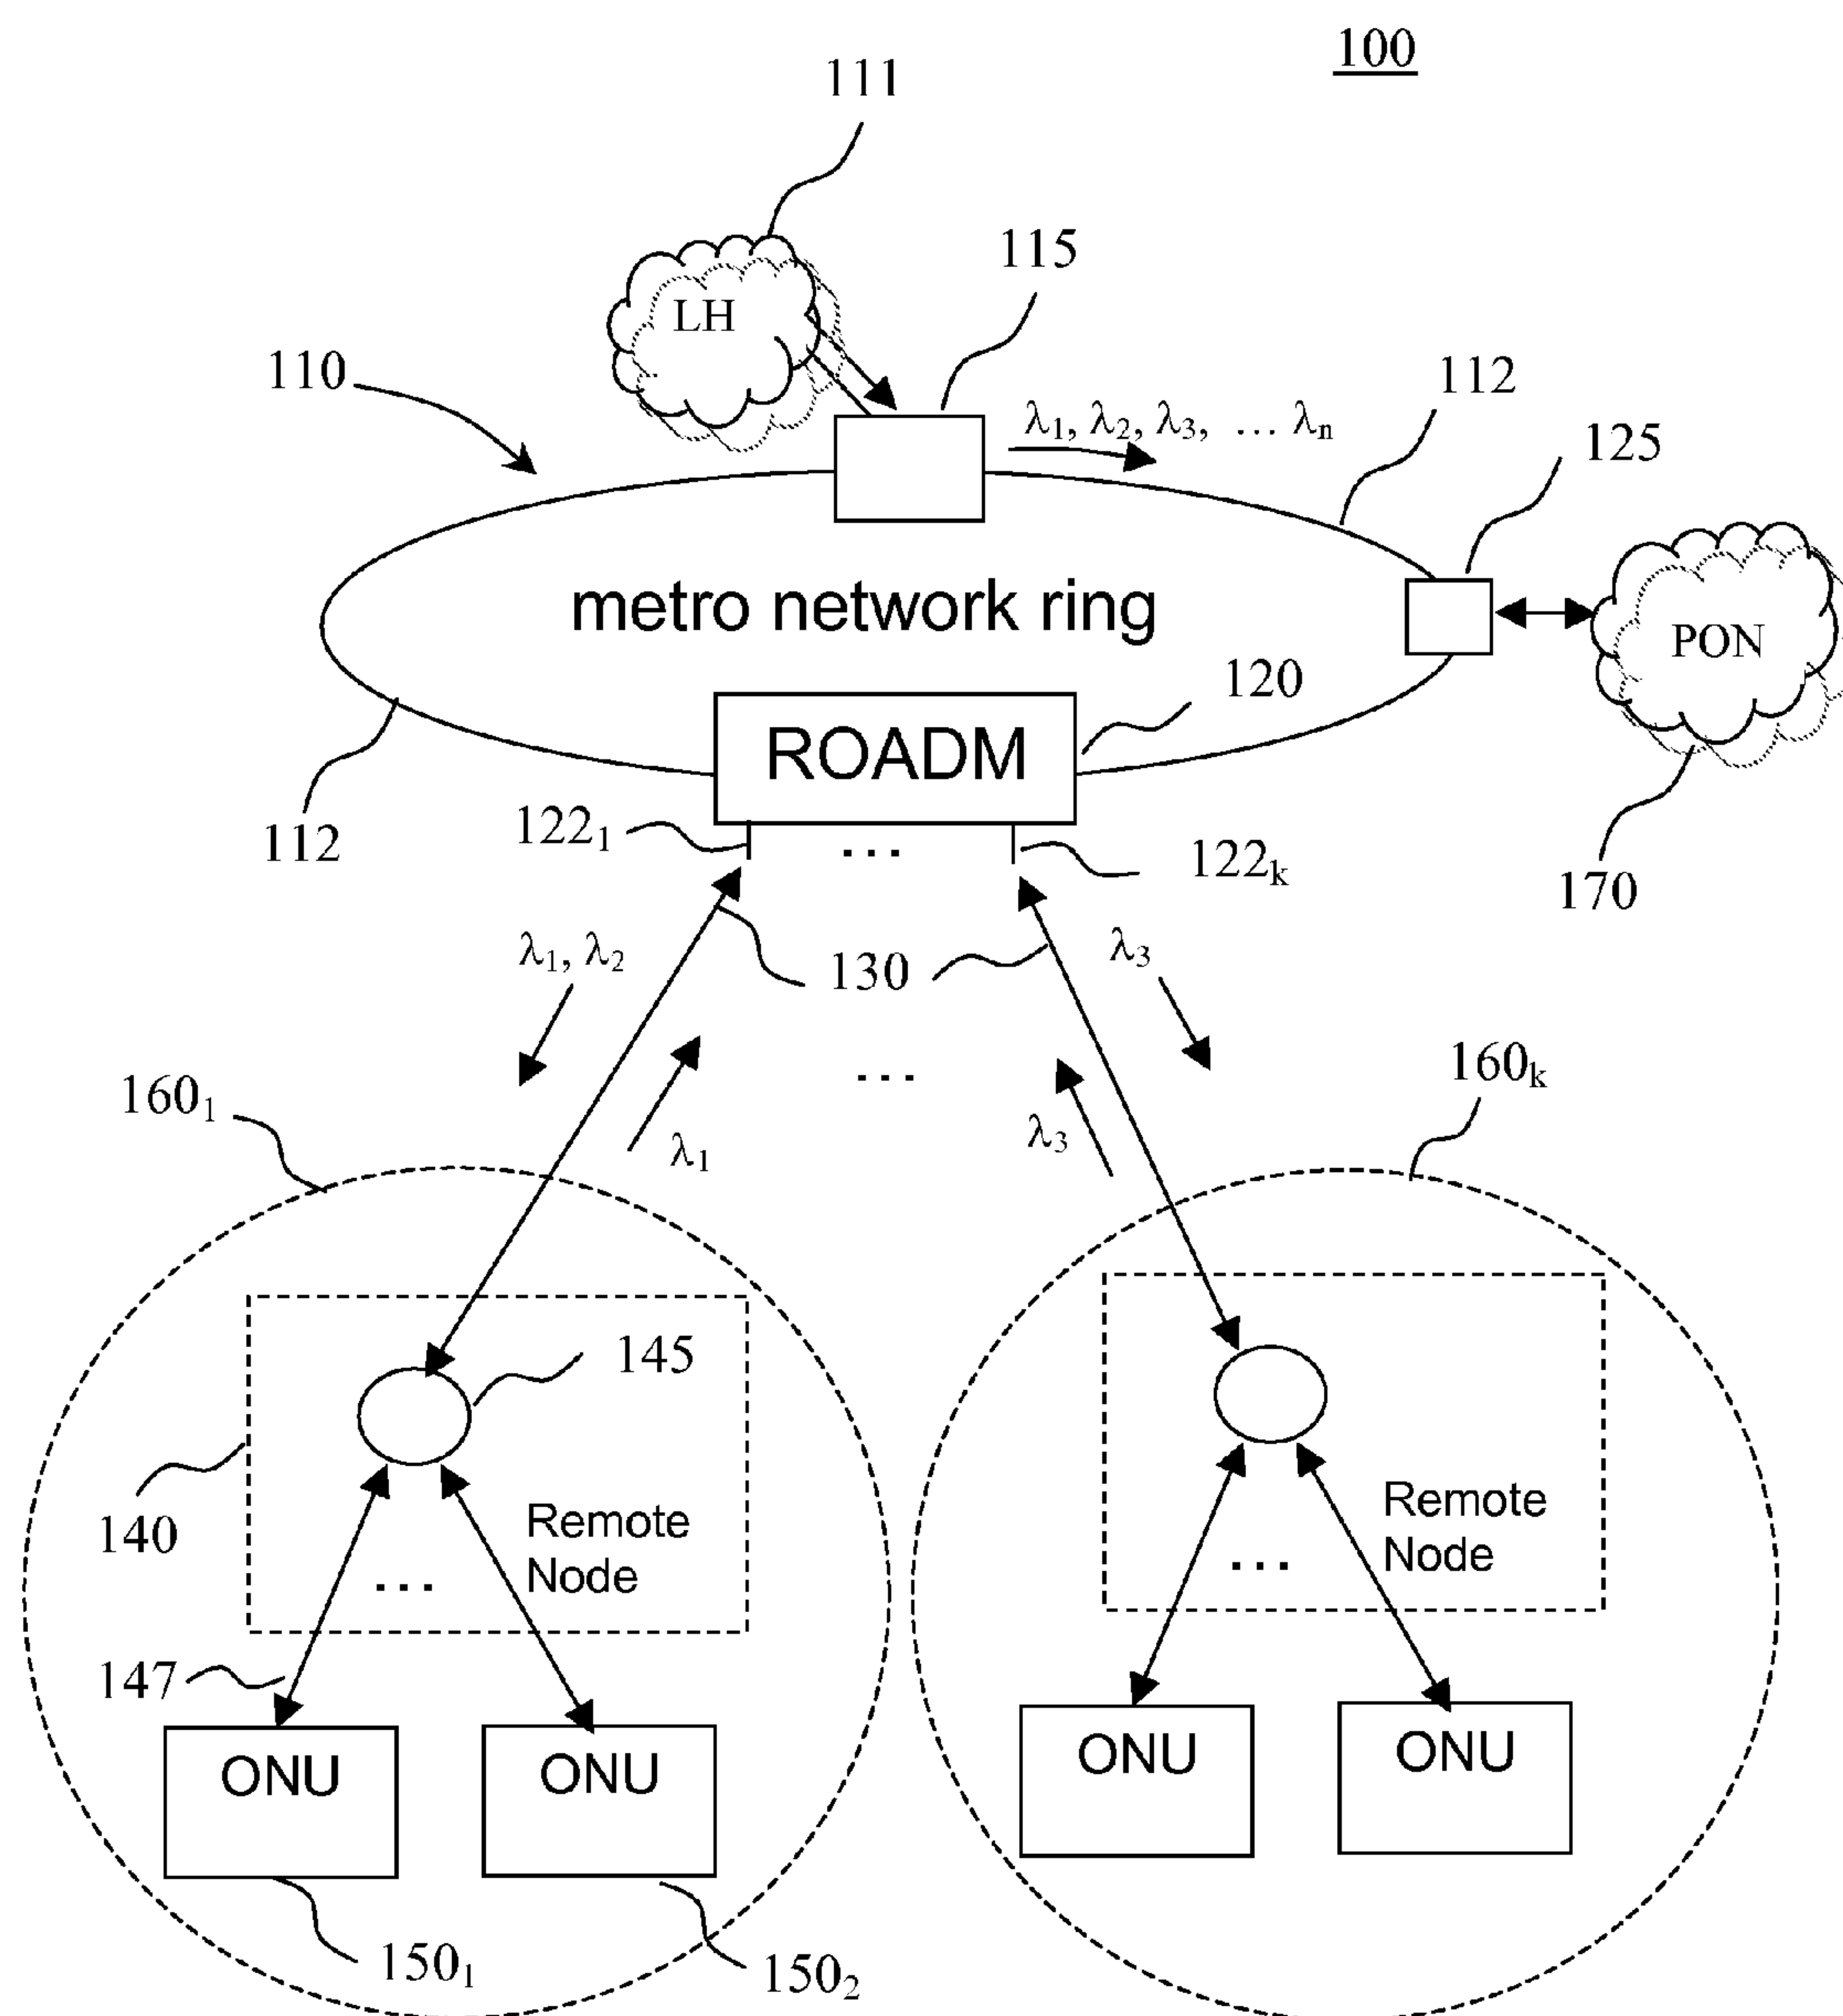 100
111
115
LH
110
112
λ₁, λ₂, λ₃, … λₙ
125
metro network ring
PON
120
ROADM
112
122₁
…
122ₖ
170
λ₁, λ₂
130
λ₃
160₁
…
160ₖ
λ₁
λ₃
145
140
Remote
Node
…
Remote
Node
…
147
ONU
ONU
ONU
ONU
150₁
150₂